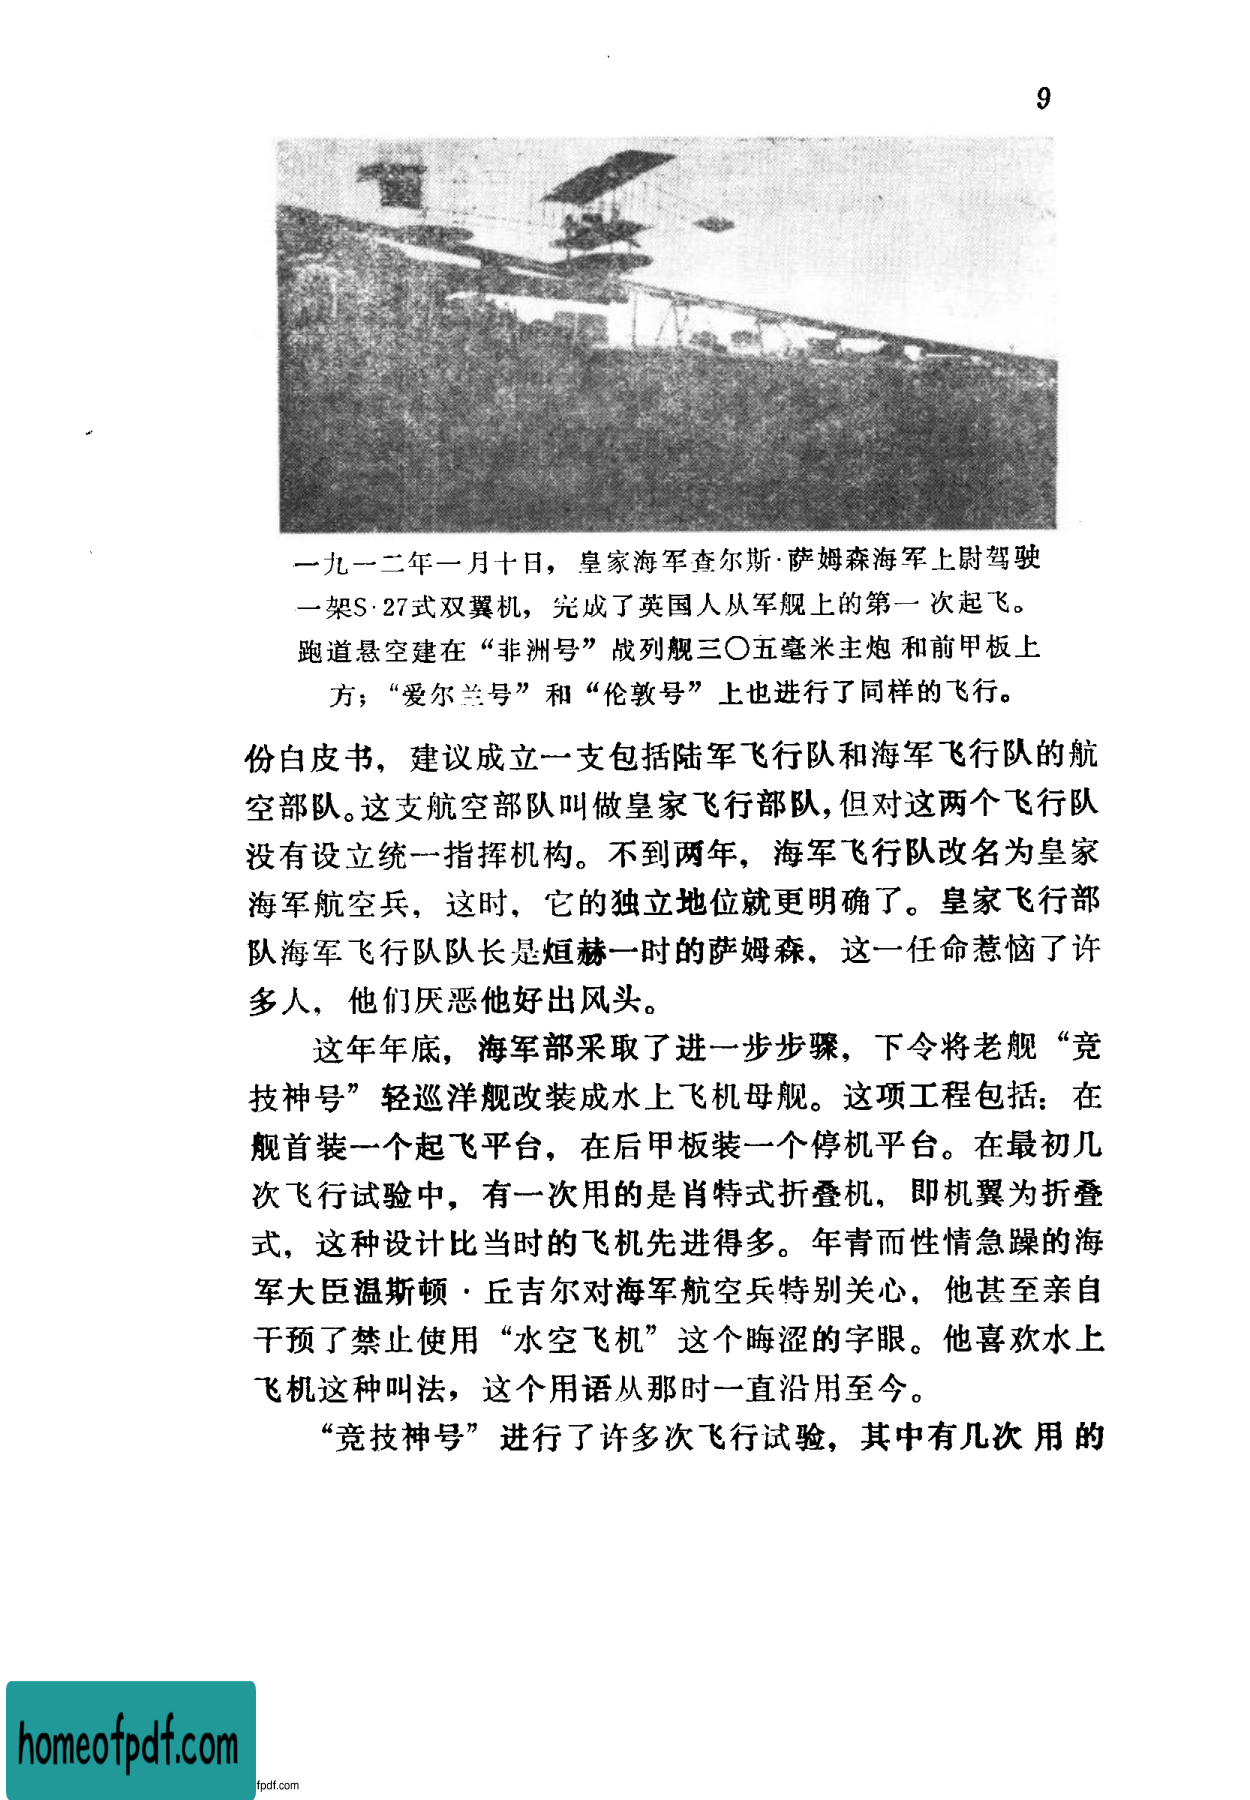 9
一九一二年一月十日，皇家海军查尔斯·萨姆森海军上尉驾驶
一架S·27式双翼机，完成了英国人从军舰上的第一次起飞。
跑道悬空建在“非洲号”战列舰三〇五毫米主炮和前甲板上
方；“爱尔兰号”和“伦敦号”上也进行了同样的飞行。
份白皮书，建议成立一支包括陆军飞行队和海军飞行队的航
空部队。这支航空部队叫做皇家飞行部队，但对这两个飞行队
没有设立统一指挥机构。不到两年，海军飞行队改名为皇家
海军航空兵，这时，它的独立地位就更明确了。皇家飞行部
队海军飞行队队长是烜赫一时的萨姆森，这一任命惹恼了许
多人，他们厌恶他好出风头。
这年年底，海军部采取了进一步步骤，下令将老舰“竞
技神号”轻巡洋舰改装成水上飞机母舰。这项工程包括：在
舰首装一个起飞平台，在后甲板装一个停机平台。在最初几
次飞行试验中，有一次用的是肖特式折叠机，即机翼为折叠
式，这种设计比当时的飞机先进得多。年青而性情急躁的海
军大臣温斯顿·丘吉尔对海军航空兵特别关心，他甚至亲自
干预了禁止使用“水空飞机”这个晦涩的字眼。他喜欢水上
飞机这种叫法，这个用语从那时一直沿用至今。
“竞技神号”进行了许多次飞行试验，其中有几次用的
homeofpdf.com
fpdf.com